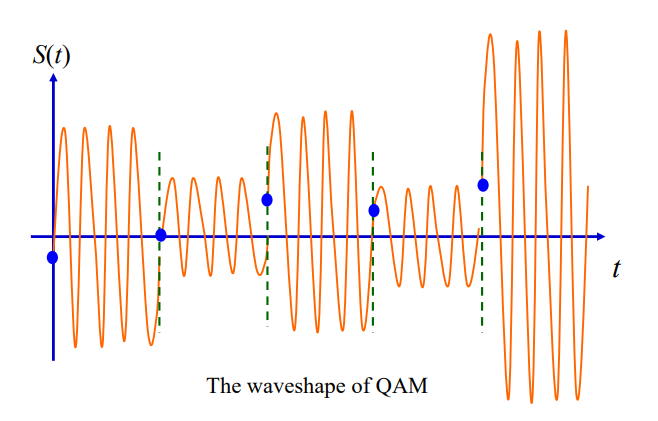 S(t)
t
The waveshape of QAM